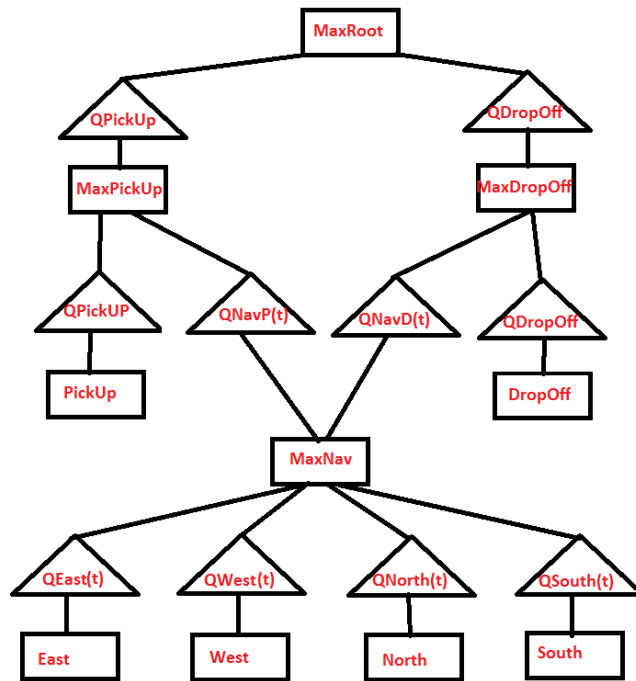 MaxRoot
QPickUp
QDropOff
MaxPickUp
MaxDropOff
QPickUP
QNavP(t)
QNavD(t)
QDropOff
PickUp
DropOff
MaxNav
QEast(t)
QWest(t)
QNorth(t)
QSouth(t)
East
West
North
South